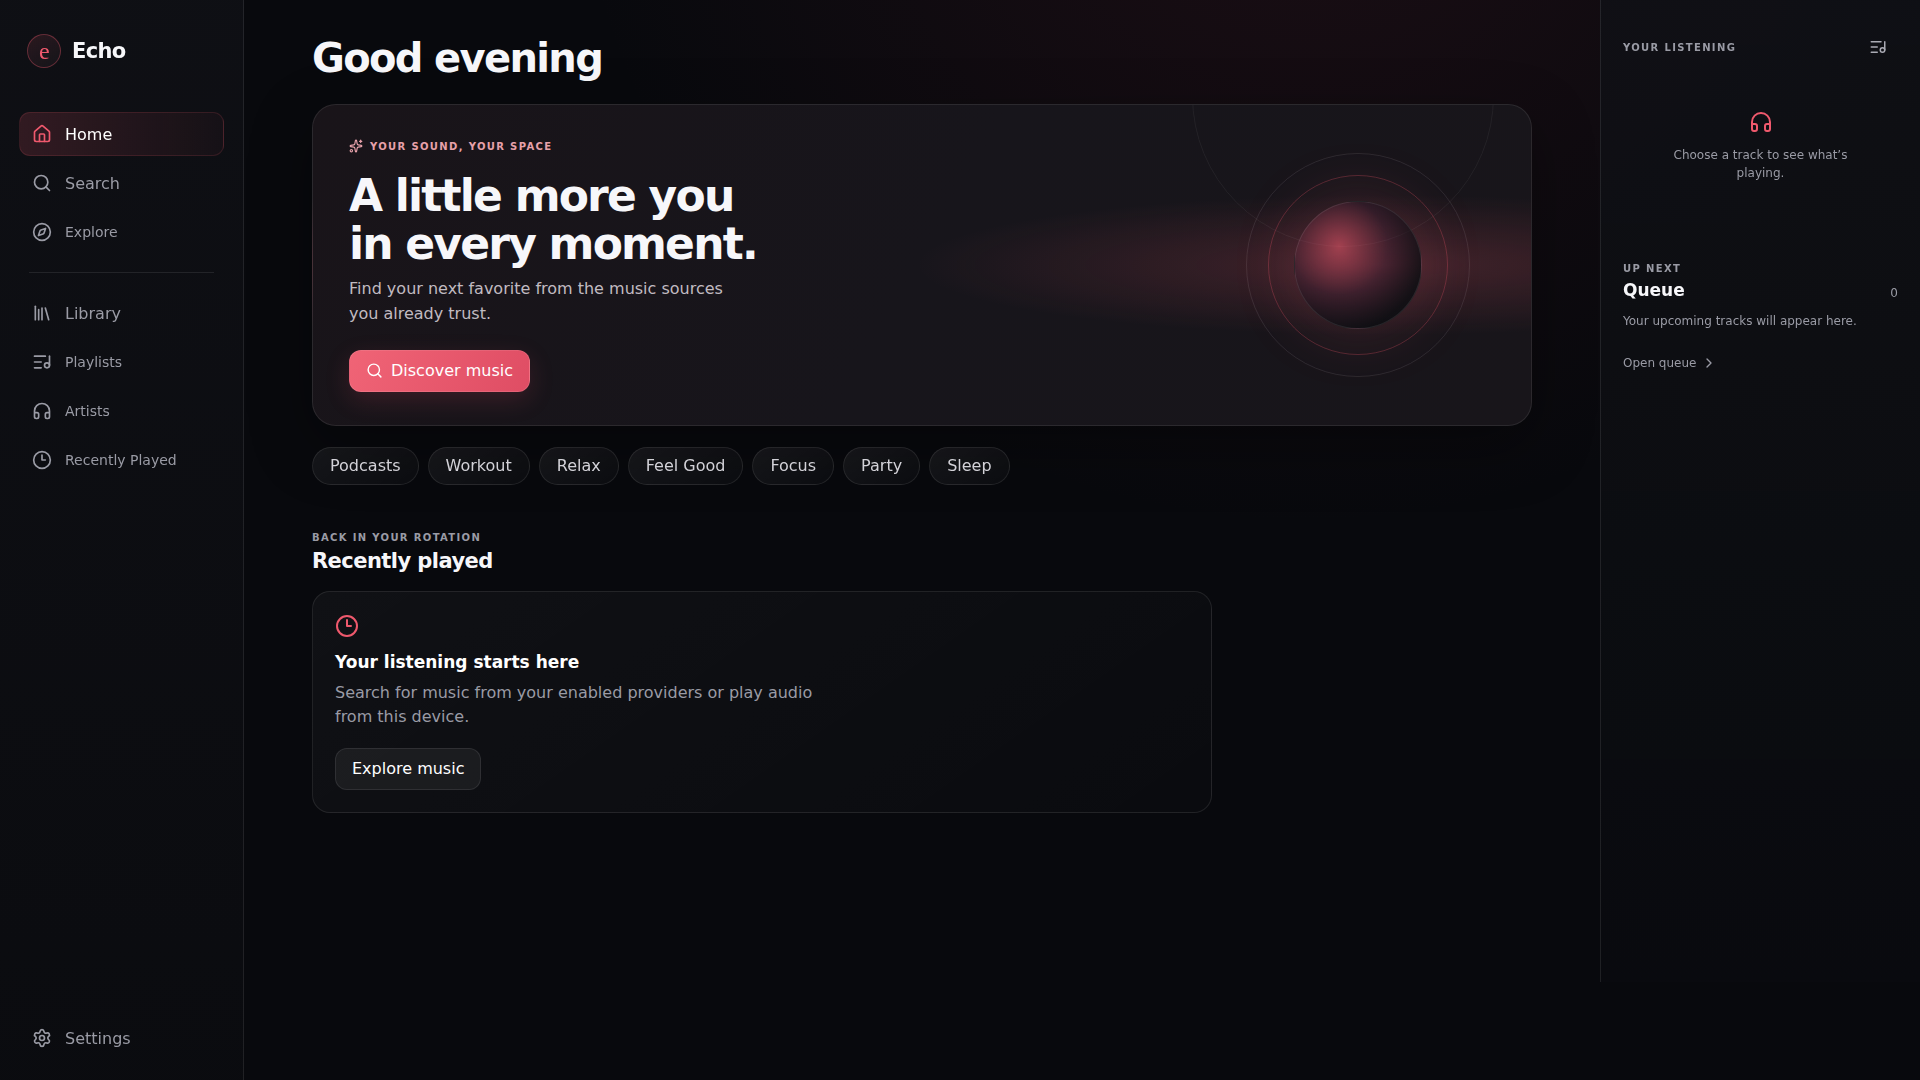 e Echo
Home
Search
Explore
Library
Playlists
Artists
Recently Played
Settings
Good evening
YOUR SOUND, YOUR SPACE
A little more you
in every moment.
Find your next favorite from the music sources
you already trust.
Discover music
Podcasts Workout Relax Feel Good Focus Party Sleep
BACK IN YOUR ROTATION
Recently played
Your listening starts here
Search for music from your enabled providers or play audio
from this device.
Explore music
YOUR LISTENING
Choose a track to see what’s
playing.
UP NEXT
Queue 0
Your upcoming tracks will appear here.
Open queue